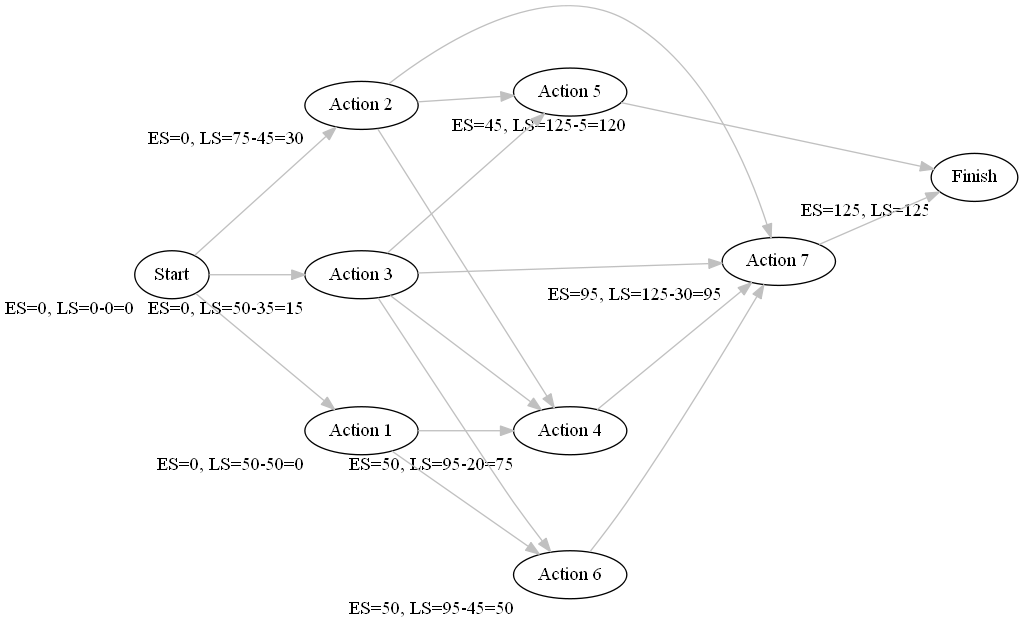 Action 2
ES=0, LS=75-45=30
Action 5
ES=45, LS=125-5=120
Finish
ES=125, LS=125
Start
ES=0, LS=0-0=0
Action 3
ES=0, LS=50-35=15
Action 7
ES=95, LS=125-30=95
Action 1
ES=0, LS=50-50=0
Action 4
ES=50, LS=95-20=75
Action 6
ES=50, LS=95-45=50